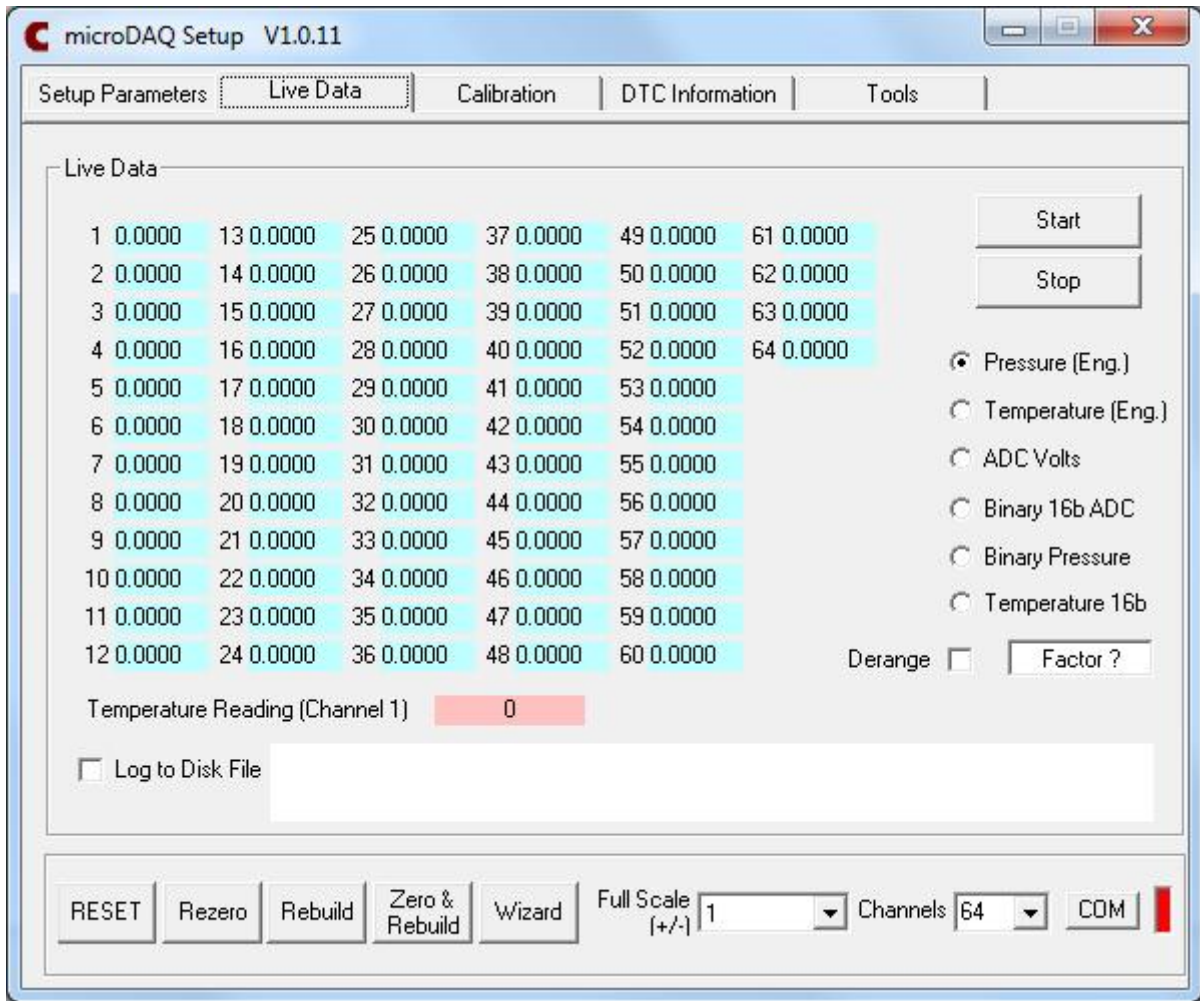 microDAQ Setup V1.0.11
Setup Parameters Live Data Calibration DTC Information Tools
Live Data
1 0.0000 13 0.0000 25 0.0000 37 0.0000 49 0.0000 61 0.0000
2 0.0000 14 0.0000 26 0.0000 38 0.0000 50 0.0000 62 0.0000
3 0.0000 15 0.0000 27 0.0000 39 0.0000 51 0.0000 63 0.0000
4 0.0000 16 0.0000 28 0.0000 40 0.0000 52 0.0000 64 0.0000
5 0.0000 17 0.0000 29 0.0000 41 0.0000 53 0.0000
6 0.0000 18 0.0000 30 0.0000 42 0.0000 54 0.0000
7 0.0000 19 0.0000 31 0.0000 43 0.0000 55 0.0000
8 0.0000 20 0.0000 32 0.0000 44 0.0000 56 0.0000
9 0.0000 21 0.0000 33 0.0000 45 0.0000 57 0.0000
10 0.0000 22 0.0000 34 0.0000 46 0.0000 58 0.0000
11 0.0000 23 0.0000 35 0.0000 47 0.0000 59 0.0000
12 0.0000 24 0.0000 36 0.0000 48 0.0000 60 0.0000
Start
Stop
Pressure (Eng.)
Temperature (Eng.)
ADC Volts
Binary 16b ADC
Binary Pressure
Temperature 16b
Derange Factor ?
Temperature Reading (Channel 1) 0
Log to Disk File
RESET Rezero Rebuild Zero &
Rebuild Wizard Full Scale
(+/-) 1 Channels 64 COM